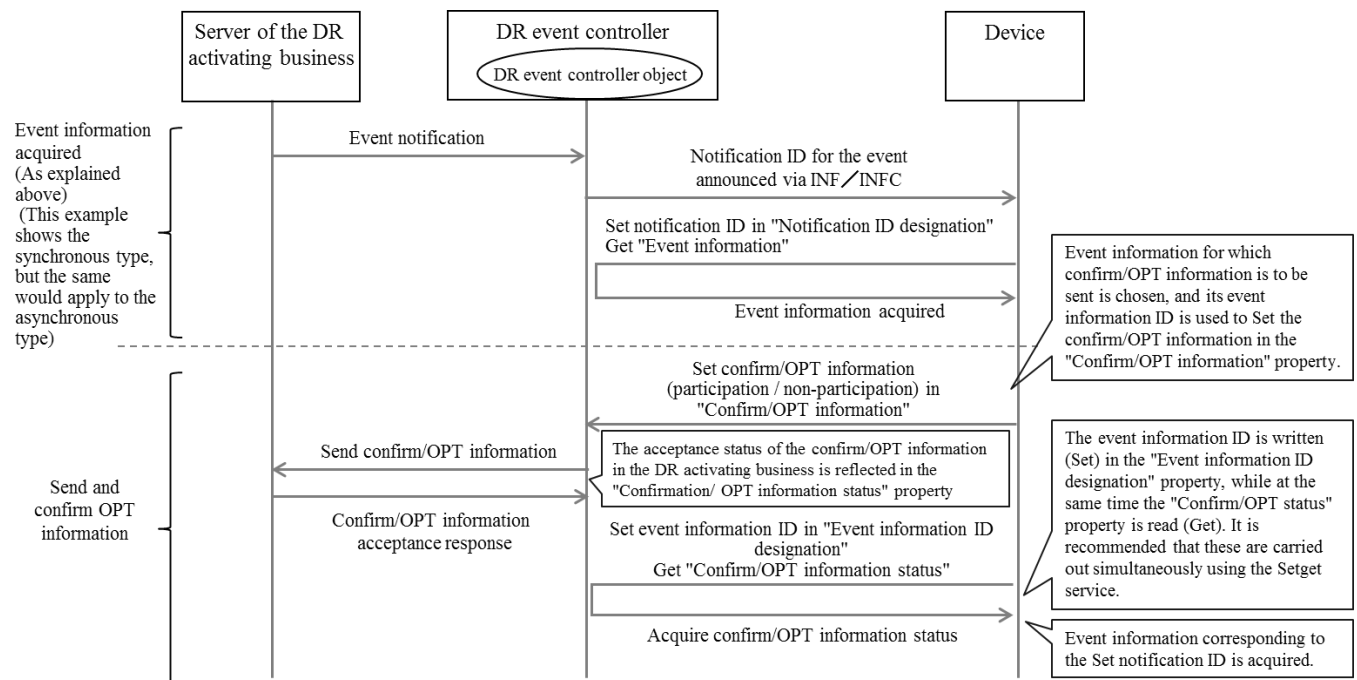 Server of the DR
activating business
DR event controller
DR event controller object
Device
Event information
acquired
(As explained
above)
(This example
shows the
synchronous type,
but the same
would apply to the
asynchronous
type)
Event notification
Notification ID for the event
announced via INF／INFC
Set notification ID in "Notification ID designation"
Get "Event information"
Event information acquired
Event information for which
confirm/OPT information is to be
sent is chosen, and its event
information ID is used to Set the
confirm/OPT information in the
"Confirm/OPT information" property.
Set confirm/OPT information
(participation / non-participation) in
"Confirm/OPT information"
Send confirm/OPT information
The acceptance status of the confirm/OPT information
in the DR activating business is reflected in the
"Confirmation/ OPT information status" property
Send and
confirm OPT
information
Confirm/OPT information
acceptance response
Set event information ID in "Event information ID
designation"
Get "Confirm/OPT information status"
Acquire confirm/OPT information status
The event information ID is written
(Set) in the "Event information ID
designation" property, while at the
same time the "Confirm/OPT status"
property is read (Get). It is
recommended that these are carried
out simultaneously using the Setget
service.
Event information corresponding to
the Set notification ID is acquired.